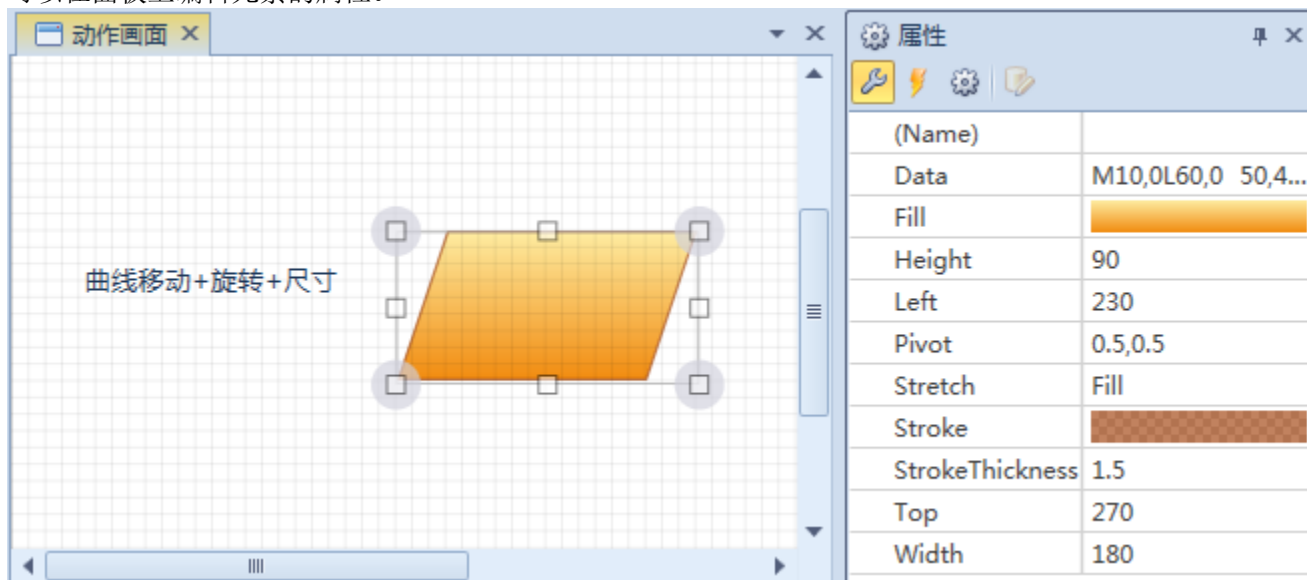 动作画面
属性
曲线移动+旋转+尺寸
(Name)
Data M10,0L60,0 50,4...
Fill
Height 90
Left 230
Pivot 0.5,0.5
Stretch Fill
Stroke
StrokeThickness 1.5
Top 270
Width 180